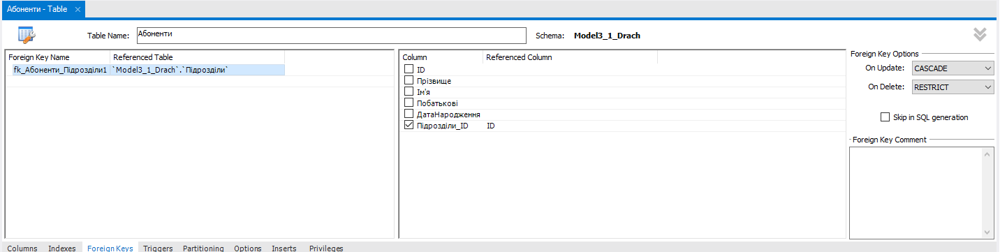 Абоненти - Table ×
Table Name: Абоненти Schema: Model3_1_Drach
Foreign Key Name Referenced Table
fk_Абоненти_Підрозділи1 `Model3_1_Drach`.`Підрозділи`
Column Referenced Column
ID
Прізвище
Ім'я
Побатькові
ДатаНародження
Підрозділи_ID ID
Foreign Key Options
On Update: CASCADE
On Delete: RESTRICT
Skip in SQL generation
Foreign Key Comment
Columns Indexes Foreign Keys Triggers Partitioning Options Inserts Privileges